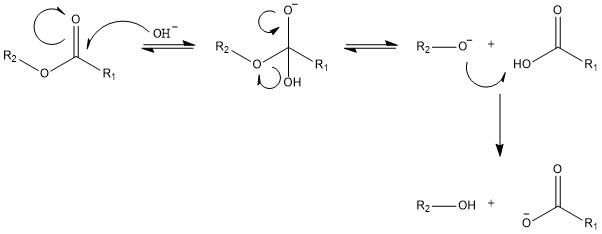 O OH⁻ R₂ O R₁
O⁻ R₂ O OH R₁
R₂—O⁻ + O HO R₁
R₂—OH + O O⁻ R₁